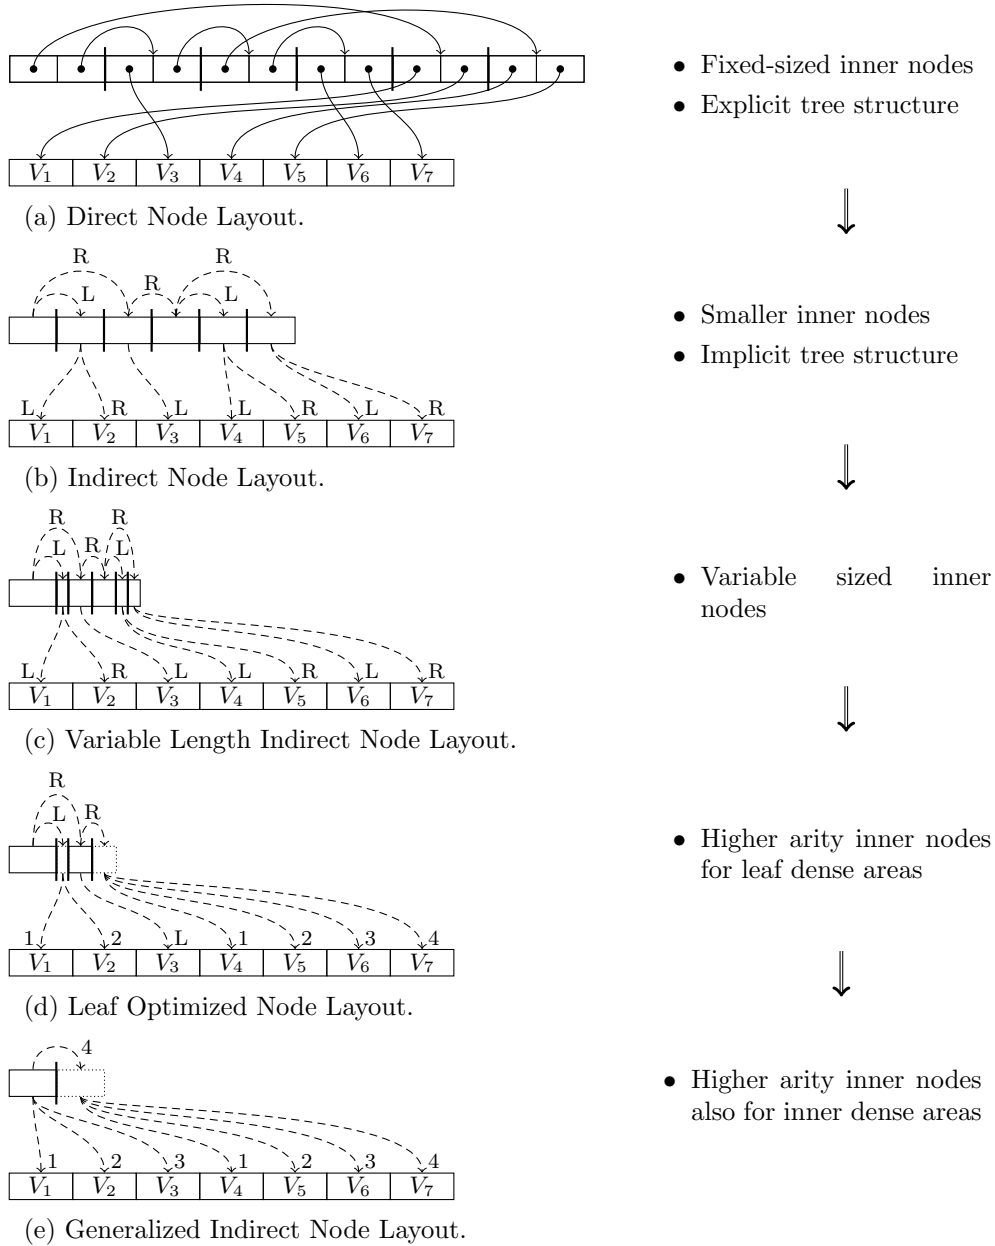 • Fixed-sized inner nodes
• Explicit tree structure
V1 V2 V3 V4 V5 V6 V7
(a) Direct Node Layout.
⇓
R R
R
L L
• Smaller inner nodes
• Implicit tree structure
L R L L R L R
V1 V2 V3 V4 V5 V6 V7
(b) Indirect Node Layout.
⇓
R R
L R L
• Variable sized inner
nodes
L R L L R L R
V1 V2 V3 V4 V5 V6 V7
(c) Variable Length Indirect Node Layout.
⇓
R
L R
• Higher arity inner nodes
for leaf dense areas
1 2 L 1 2 3 4
V1 V2 V3 V4 V5 V6 V7
(d) Leaf Optimized Node Layout.
⇓
4
• Higher arity inner nodes
also for inner dense areas
1 2 3 1 2 3 4
V1 V2 V3 V4 V5 V6 V7
(e) Generalized Indirect Node Layout.